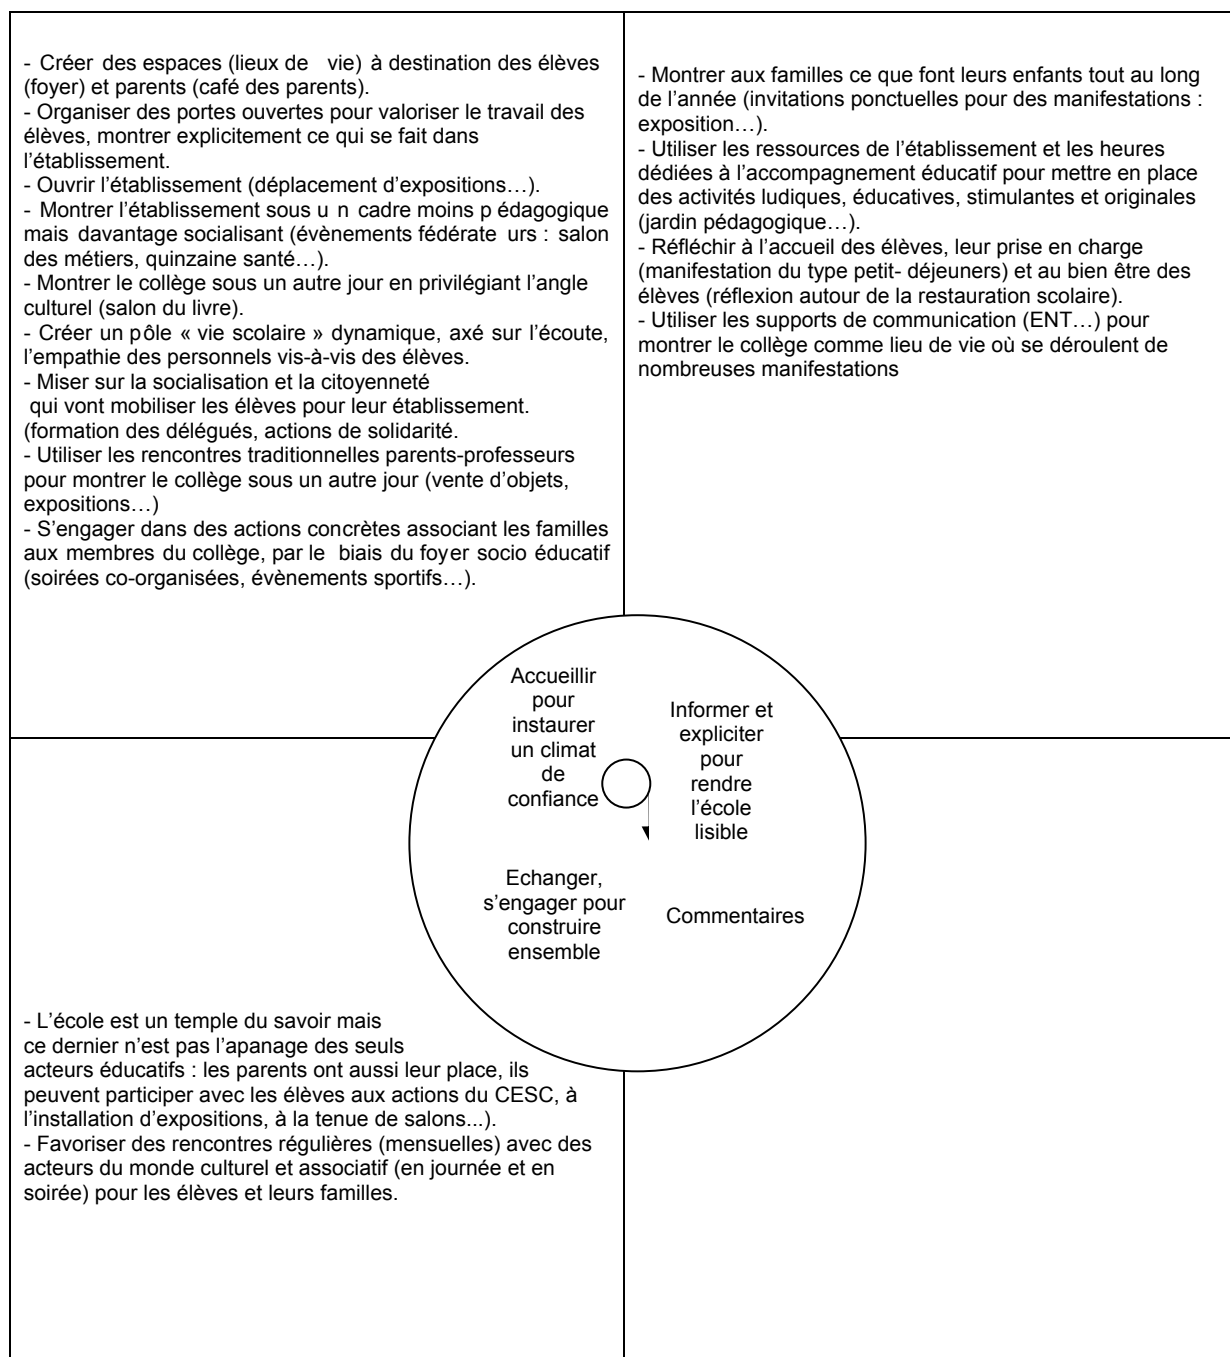 - Créer des espaces (lieux de vie) à destination des élèves
(foyer) et parents (café des parents).
- Organiser des portes ouvertes pour valoriser le travail des
élèves, montrer explicitement ce qui se fait dans
l’établissement.
- Ouvrir l’établissement (déplacement d’expositions…).
- Montrer l’établissement sous u n cadre moins p édagogique
mais davantage socialisant (évènements fédérate urs : salon
des métiers, quinzaine santé…).
- Montrer le collège sous un autre jour en privilégiant l’angle
culturel (salon du livre).
- Créer un pôle « vie scolaire » dynamique, axé sur l’écoute,
l’empathie des personnels vis-à-vis des élèves.
- Miser sur la socialisation et la citoyenneté
qui vont mobiliser les élèves pour leur établissement.
(formation des délégués, actions de solidarité.
- Utiliser les rencontres traditionnelles parents-professeurs
pour montrer le collège sous un autre jour (vente d’objets,
expositions…)
- S’engager dans des actions concrètes associant les familles
aux membres du collège, par le biais du foyer socio éducatif
(soirées co-organisées, évènements sportifs…).
- Montrer aux familles ce que font leurs enfants tout au long
de l’année (invitations ponctuelles pour des manifestations :
exposition…).
- Utiliser les ressources de l’établissement et les heures
dédiées à l’accompagnement éducatif pour mettre en place
des activités ludiques, éducatives, stimulantes et originales
(jardin pédagogique…).
- Réfléchir à l’accueil des élèves, leur prise en charge
(manifestation du type petit- déjeuners) et au bien être des
élèves (réflexion autour de la restauration scolaire).
- Utiliser les supports de communication (ENT…) pour
montrer le collège comme lieu de vie où se déroulent de
nombreuses manifestations
Accueillir
pour
instaurer
un climat
de
confiance
Informer et
expliciter
pour
rendre
l’école
lisible
Echanger,
s’engager pour
construire
ensemble
Commentaires
- L’école est un temple du savoir mais
ce dernier n’est pas l’apanage des seuls
acteurs éducatifs : les parents ont aussi leur place, ils
peuvent participer avec les élèves aux actions du CESC, à
l’installation d’expositions, à la tenue de salons...).
- Favoriser des rencontres régulières (mensuelles) avec des
acteurs du monde culturel et associatif (en journée et en
soirée) pour les élèves et leurs familles.